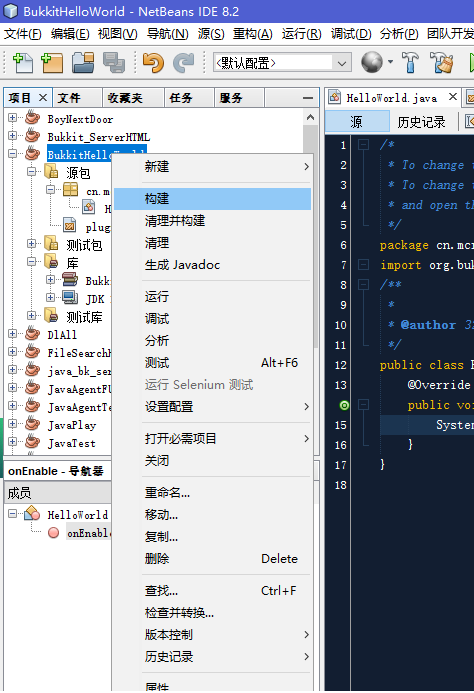 BukkitHelloWorld - NetBeans IDE 8.2
文件(F) 编辑(E) 视图(V) 导航(N) 源(S) 重构(A) 运行(R) 调试(D) 分析(P) 团队开发
<默认配置>
项目 文件 收藏夹 任务 服务
BoyNextDoor
Bukkit_ServerHTML
BukkitHelloWorld
源包
cn.m
H
plug
测试包
库
Bukk
JDK
测试库
DlAll
FileSearch
java_bk_se
JavaAgentFU
JavaAgentTe
JavaPlay
JavaTest
新建
构建
清理并构建
清理
生成 Javadoc
运行
调试
分析
测试 Alt+F6
运行 Selenium 测试
设置配置
打开必需项目
关闭
重命名...
移动...
复制...
删除 Delete
查找... Ctrl+F
检查并转换...
版本控制
历史记录
属性
onEnable - 导航器
成员
HelloWorld
onEnable
HelloWorld.java
源 历史记录
1 /*
2 * To change
3 * To change
4 * and open th
5 */
6 package cn.mc
7 import org.buk
8 /**
9 *
10 * @author 3
11 */
12 public class
13 @Override
14 public voi
15 System
16 }
17 }
18